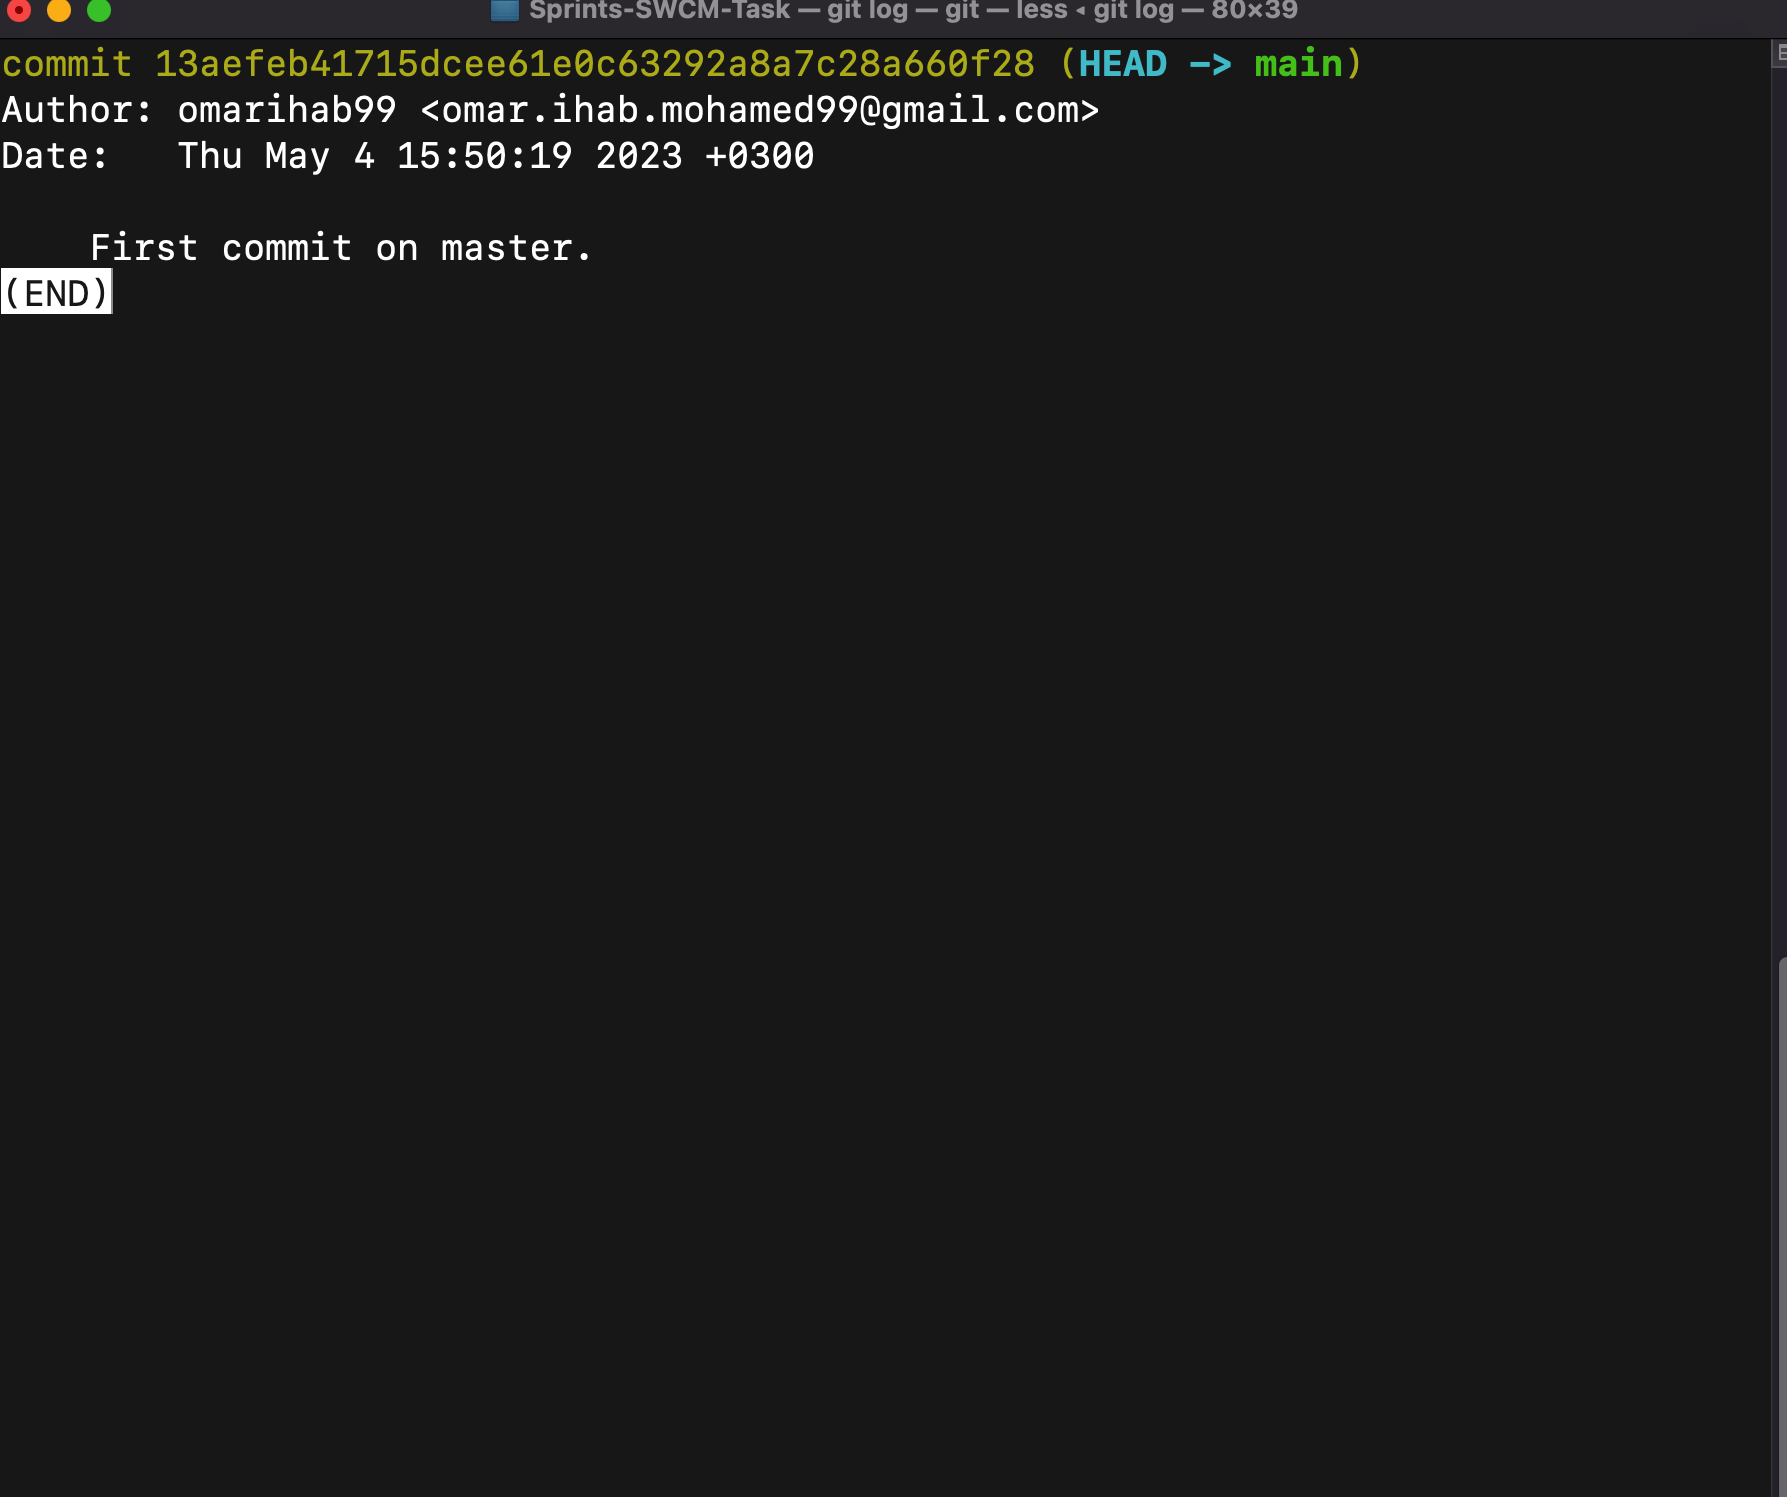 Sprints-SWCM-Task — git log — git — less ◂ git log — 80×39
commit 13aefeb41715dcee61e0c63292a8a7c28a660f28 (HEAD -> main)
Author: omarihab99 <omar.ihab.mohamed99@gmail.com>
Date:   Thu May 4 15:50:19 2023 +0300
    First commit on master.
(END)